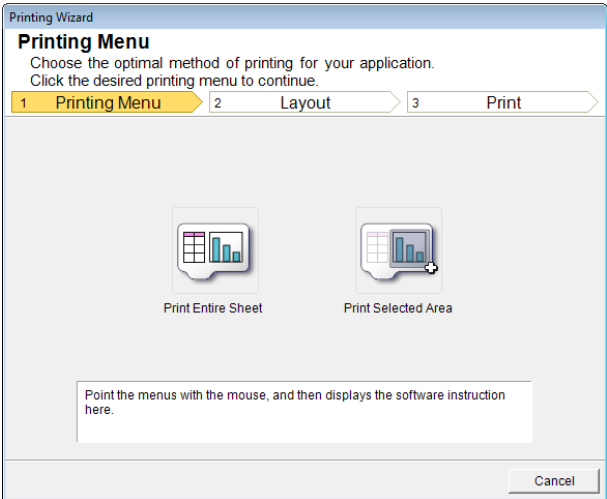 Printing Wizard
Printing Menu
Choose the optimal method of printing for your application.
Click the desired printing menu to continue.
1 Printing Menu 2 Layout 3 Print
Print Entire Sheet Print Selected Area
Point the menus with the mouse, and then displays the software instruction
here.
Cancel